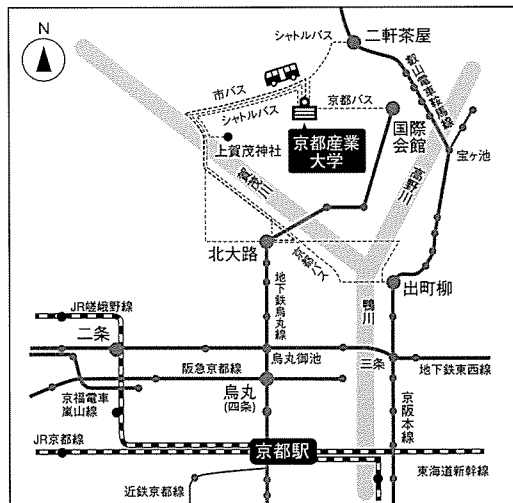 N
シャトルバス
二軒茶屋
叡山電車鞍馬線
市バス
シャトルバス
京都バス
国際
会館
京都産業
大学
上賀茂神社
宝ヶ池
賀茂川
高野川
北大路
京都バス
出町柳
地下鉄烏丸線
JR嵯峨野線
鴨川
二条
烏丸御池
三条
地下鉄東西線
阪急京都線
京福電車
嵐山線
烏丸
(四条)
京阪本線
JR京都線
京都駅
東海道新幹線
近鉄京都線